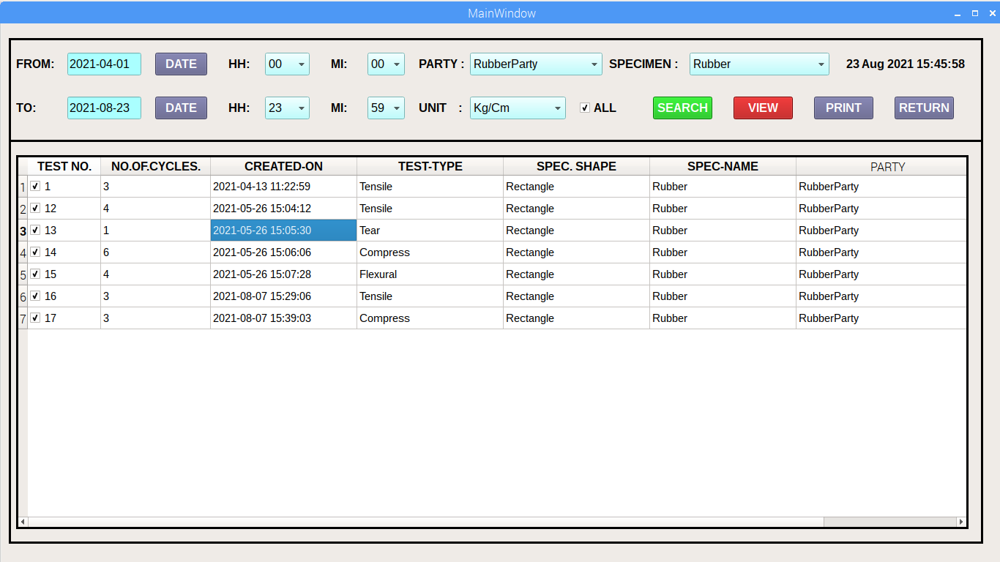 MainWindow
FROM: 2021-04-01 DATE HH: 00 MI: 00 PARTY : RubberParty SPECIMEN : Rubber 23 Aug 2021 15:45:58
TO: 2021-08-23 DATE HH: 23 MI: 59 UNIT : Kg/Cm ALL SEARCH VIEW PRINT RETURN
TEST NO. NO.OF.CYCLES. CREATED-ON TEST-TYPE SPEC. SHAPE SPEC-NAME PARTY
1 1 3 2021-04-13 11:22:59 Tensile Rectangle Rubber RubberParty
2 12 4 2021-05-26 15:04:12 Tensile Rectangle Rubber RubberParty
3 13 1 2021-05-26 15:05:30 Tear Rectangle Rubber RubberParty
4 14 6 2021-05-26 15:06:06 Compress Rectangle Rubber RubberParty
5 15 4 2021-05-26 15:07:28 Flexural Rectangle Rubber RubberParty
6 16 3 2021-08-07 15:29:06 Tensile Rectangle Rubber RubberParty
7 17 3 2021-08-07 15:39:03 Compress Rectangle Rubber RubberParty